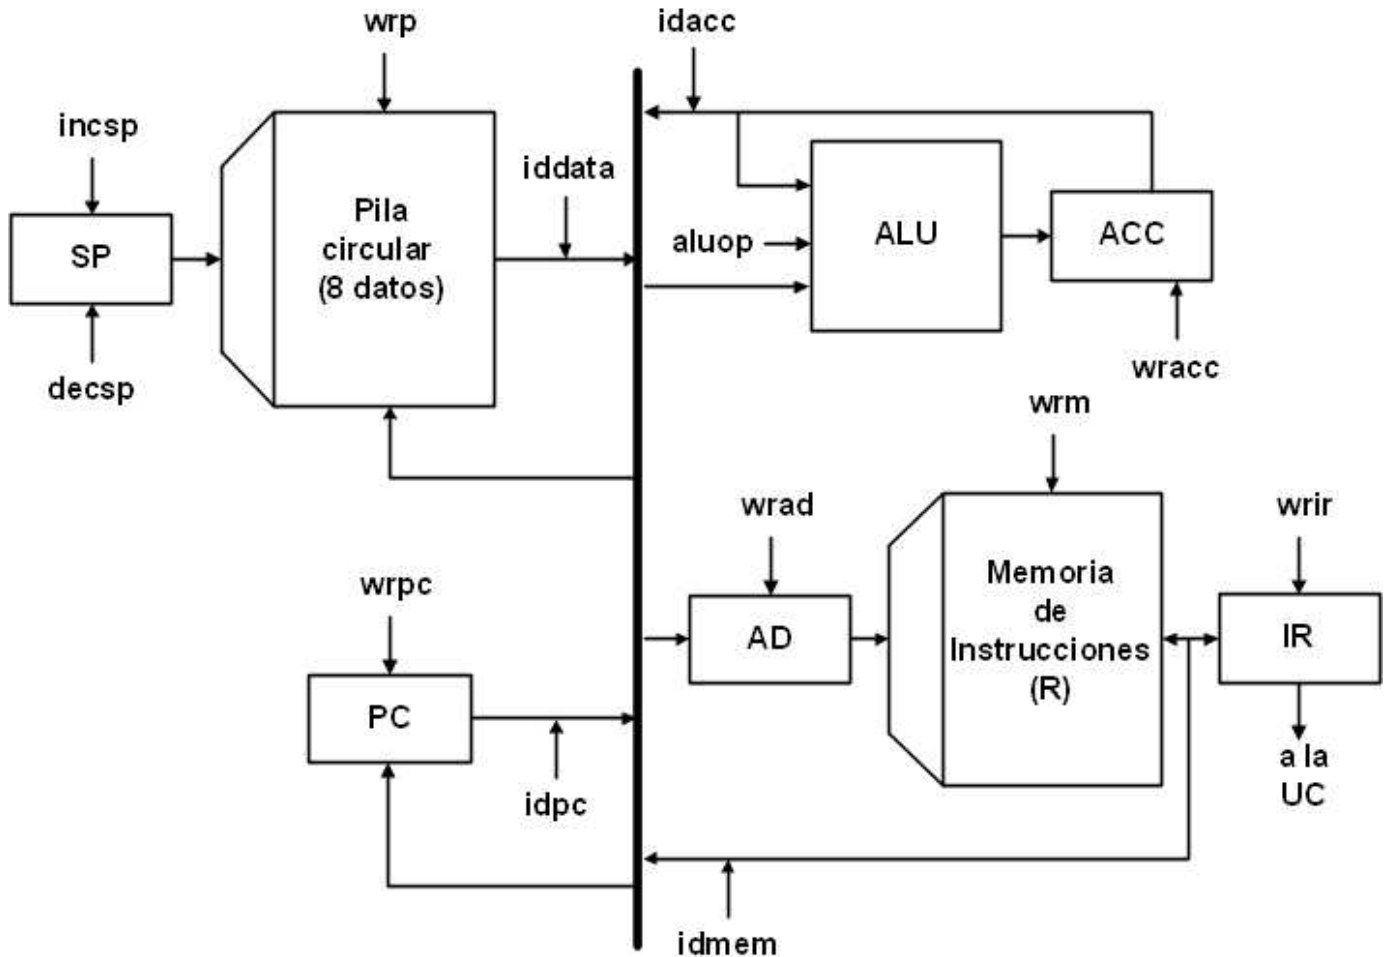 wrp
idacc
incsp
iddata
SP
Pila
circular
(8 datos)
aluop
ALU
ACC
decsp
wracc
wrm
wrad
wrir
wrpc
Memoria
de
Instrucciones
(R)
AD
IR
PC
a la
UC
idpc
idmem